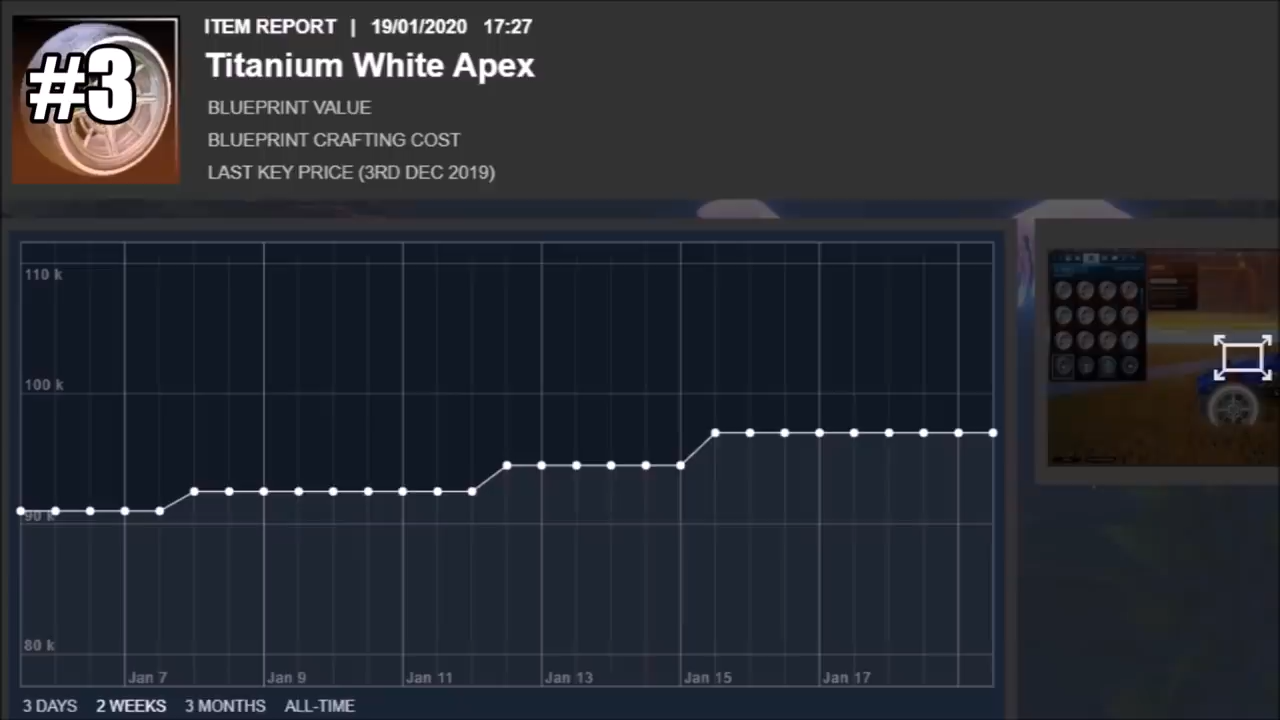 #3
ITEM REPORT | 19/01/2020 17:27
Titanium White Apex
BLUEPRINT VALUE
BLUEPRINT CRAFTING COST
LAST KEY PRICE (3RD DEC 2019)
110 k
100 k
90 k
80 k
Jan 7 Jan 9 Jan 11 Jan 13 Jan 15 Jan 17
3 DAYS 2 WEEKS 3 MONTHS ALL-TIME